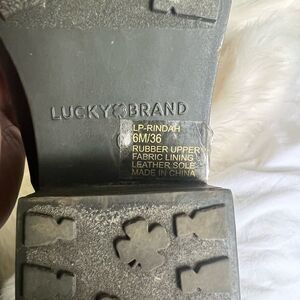 LUCKY BRAND
LP-RINDAH
6M/36
RUBBER UPPER
FABRIC LINING
LEATHER SOLE
MADE IN CHINA